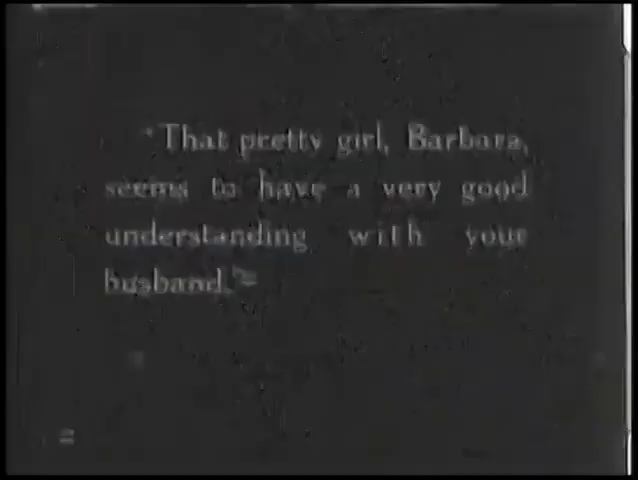 "That pretty girl, Barbara,
seems to have a very good
understanding with your
husband."